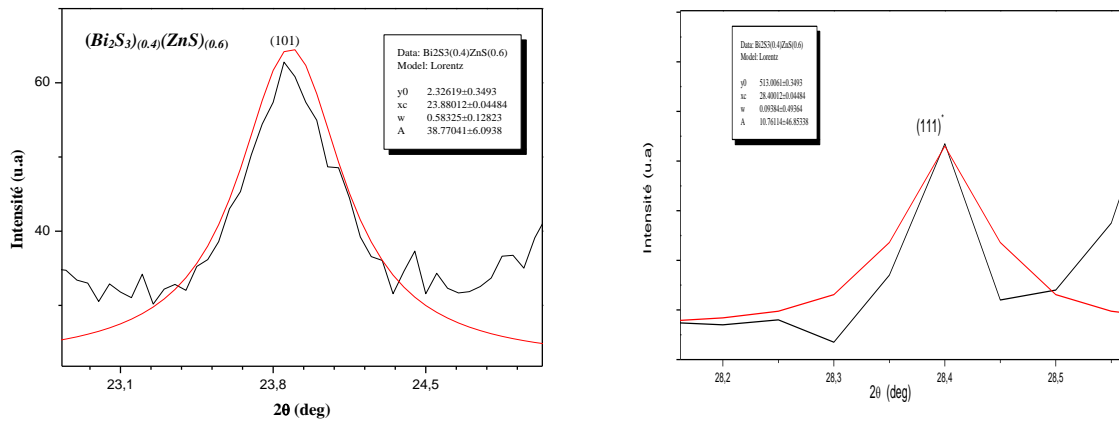 (Bi₂S₃)₍₀.₄₎(ZnS)₍₀.₆₎
(101)
Data: Bi2S3(0.4)ZnS(0.6)
Model: Lorentz
y0 2.32619±0.3493
xc 23.88012±0.04484
w 0.58325±0.12823
A 38.77041±6.0938
60
40
Intensité (u.a)
23,1 23,8 24,5
2θ (deg)
Data: Bi2S3(0.4)ZnS(0.6)
Model: Lorentz
y0 513.0061±0.3493
xc 28.40012±0.04484
w 0.09384±0.49364
A 10.76114±46.85338
(111)*
Intensité (u.a)
28,2 28,3 28,4 28,5
2θ (deg)